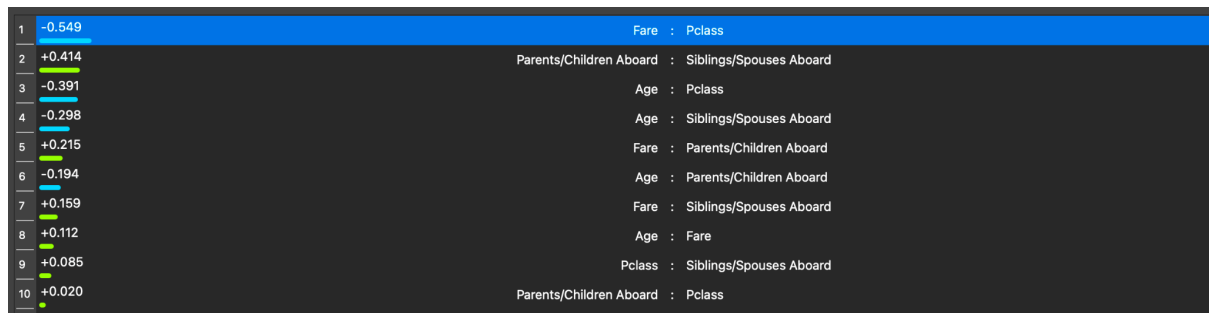 1 -0.549 Fare : Pclass
2 +0.414 Parents/Children Aboard : Siblings/Spouses Aboard
3 -0.391 Age : Pclass
4 -0.298 Age : Siblings/Spouses Aboard
5 +0.215 Fare : Parents/Children Aboard
6 -0.194 Age : Parents/Children Aboard
7 +0.159 Fare : Siblings/Spouses Aboard
8 +0.112 Age : Fare
9 +0.085 Pclass : Siblings/Spouses Aboard
10 +0.020 Parents/Children Aboard : Pclass